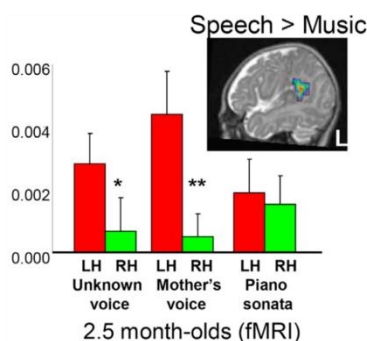 Speech > Music
L
0.006
0.004
0.002
0.000
* **
LH RH LH RH LH RH
Unknown voice Mother's voice Piano sonata
2.5 month-olds (fMRI)